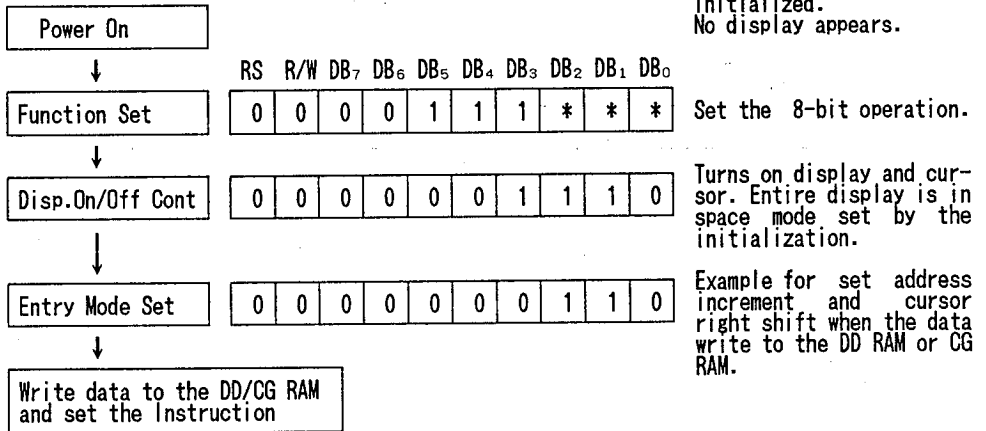 initialized.
No display appears.
Power On
RS R/W DB₇ DB₆ DB₅ DB₄ DB₃ DB₂ DB₁ DB₀
Function Set 0 0 0 0 1 1 1 * * * Set the 8-bit operation.
Disp.On/Off Cont 0 0 0 0 0 0 1 1 1 0
Turns on display and cur-
sor. Entire display is in
space mode set by the
initialization.
Entry Mode Set 0 0 0 0 0 0 0 1 1 0
Example for set address
increment and cursor
right shift when the data
write to the DD RAM or CG
RAM.
Write data to the DD/CG RAM
and set the Instruction